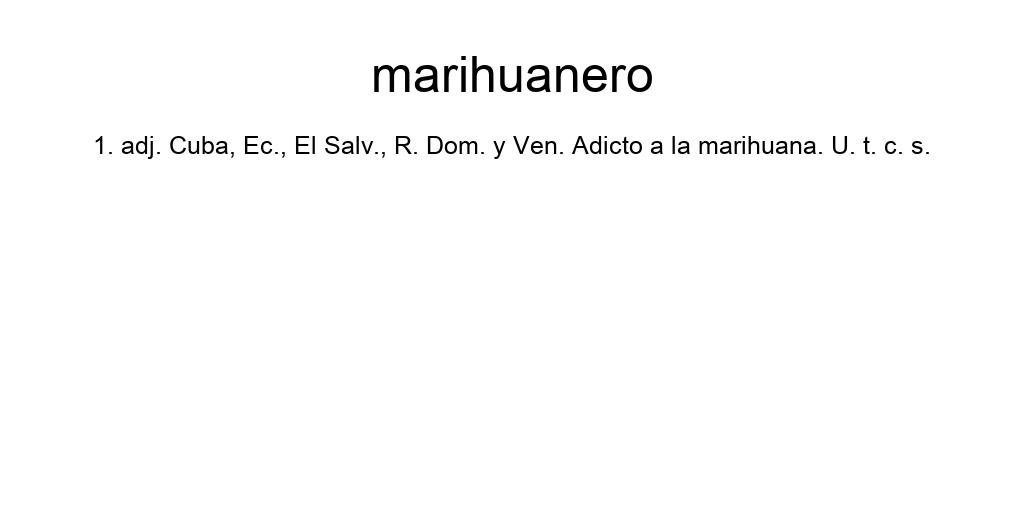 marihuanero
1. adj. Cuba, Ec., El Salv., R. Dom. y Ven. Adicto a la marihuana. U. t. c. s.